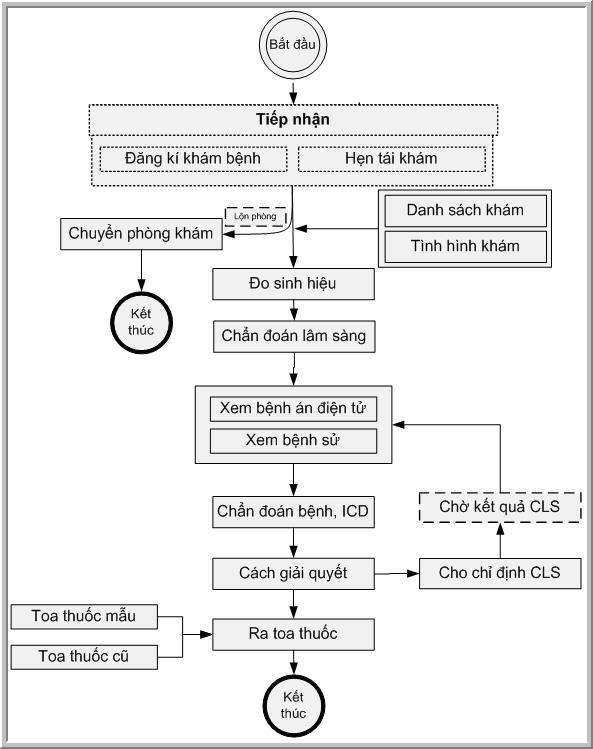 Bắt đầu
Tiếp nhận
Đăng kí khám bệnh
Hẹn tái khám
Lộn phòng
Danh sách khám
Chuyển phòng khám
Tình hình khám
Đo sinh hiệu
Kết
thúc
Chẩn đoán lâm sàng
Xem bệnh án điện tử
Xem bệnh sử
Chẩn đoán bệnh, ICD
Chờ kết quả CLS
Cách giải quyết
Cho chỉ định CLS
Toa thuốc mẫu
Ra toa thuốc
Toa thuốc cũ
Kết
thúc